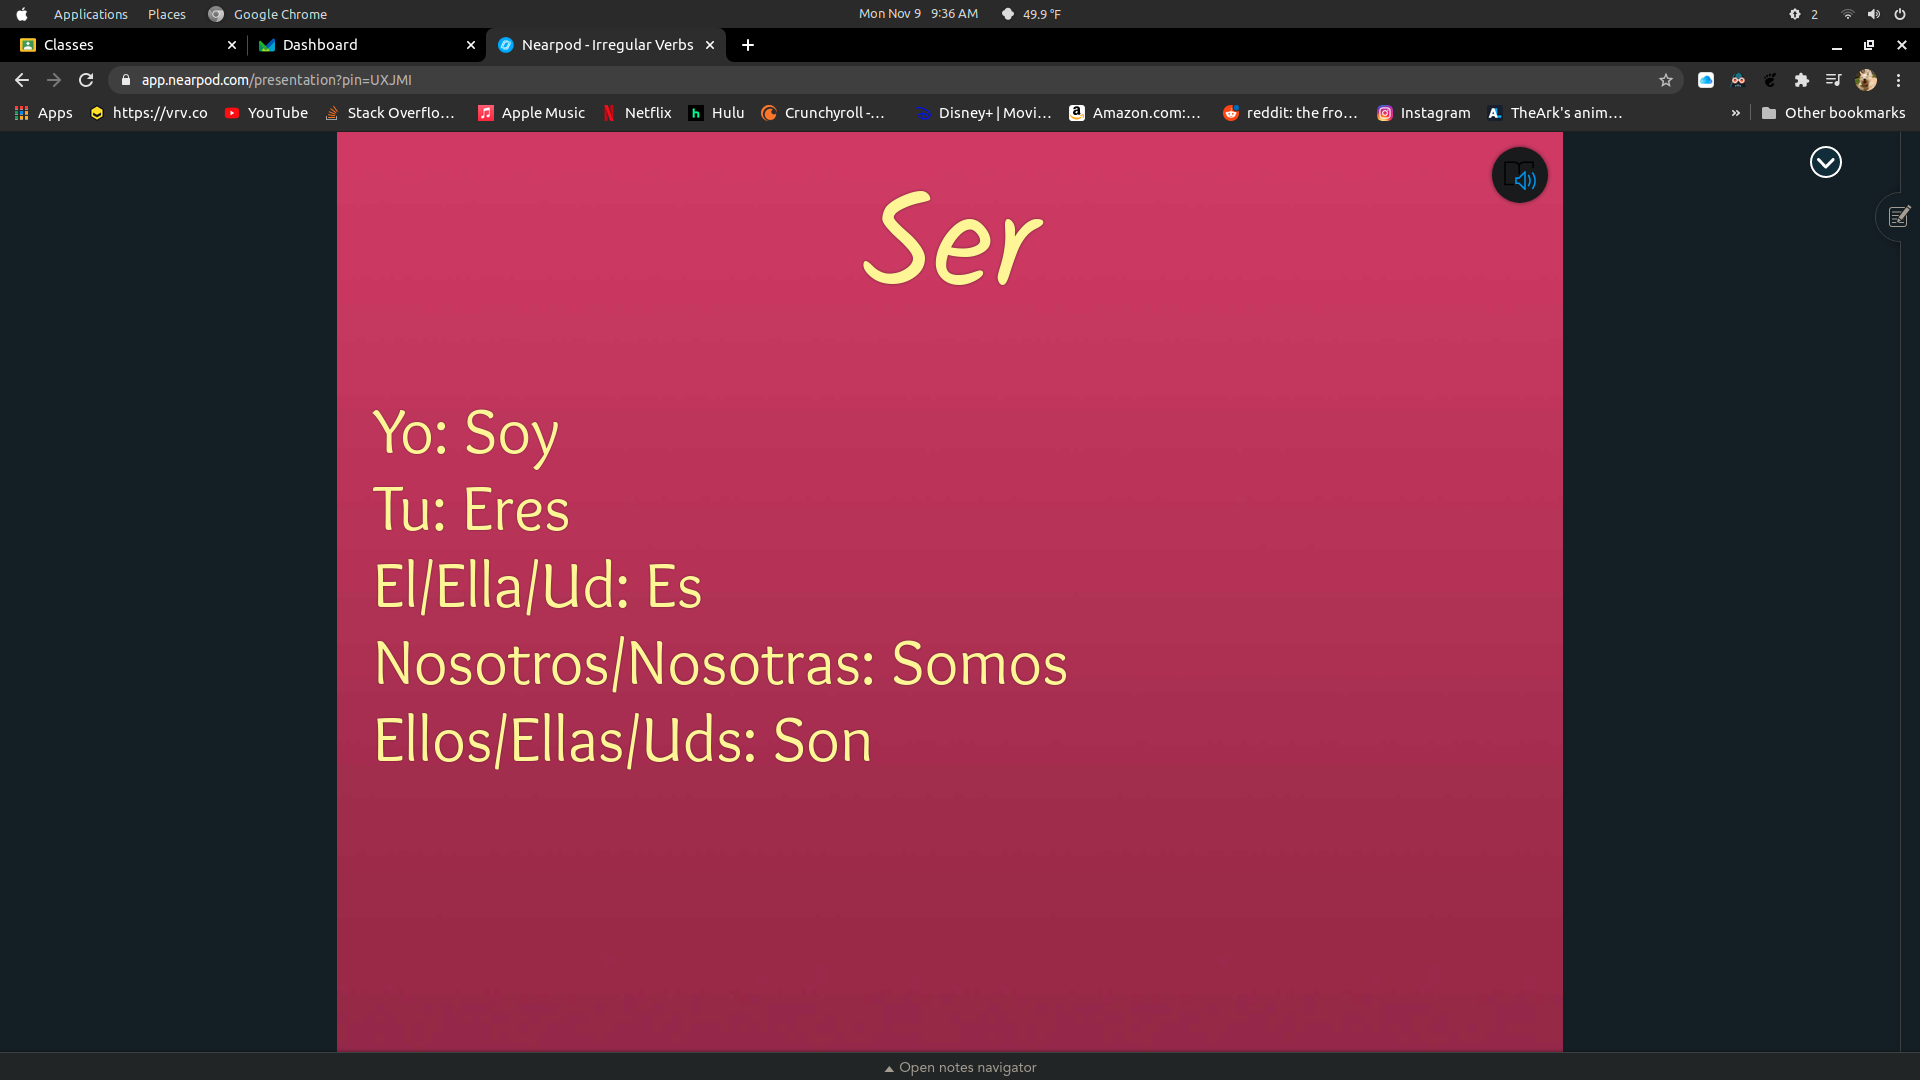 Applications Places Google Chrome Mon Nov 9 9:36 AM 49.9 °F 2
Classes Dashboard Nearpod - Irregular Verbs
app.nearpod.com/presentation?pin=UXJMI
Apps https://vrv.co YouTube Stack Overflo... Apple Music Netflix Hulu Crunchyroll -... Disney+ | Movi... Amazon.com:... reddit: the fro... Instagram TheArk's anim... » Other bookmarks
Ser
Yo: Soy
Tu: Eres
El/Ella/Ud: Es
Nosotros/Nosotras: Somos
Ellos/Ellas/Uds: Son
Open notes navigator